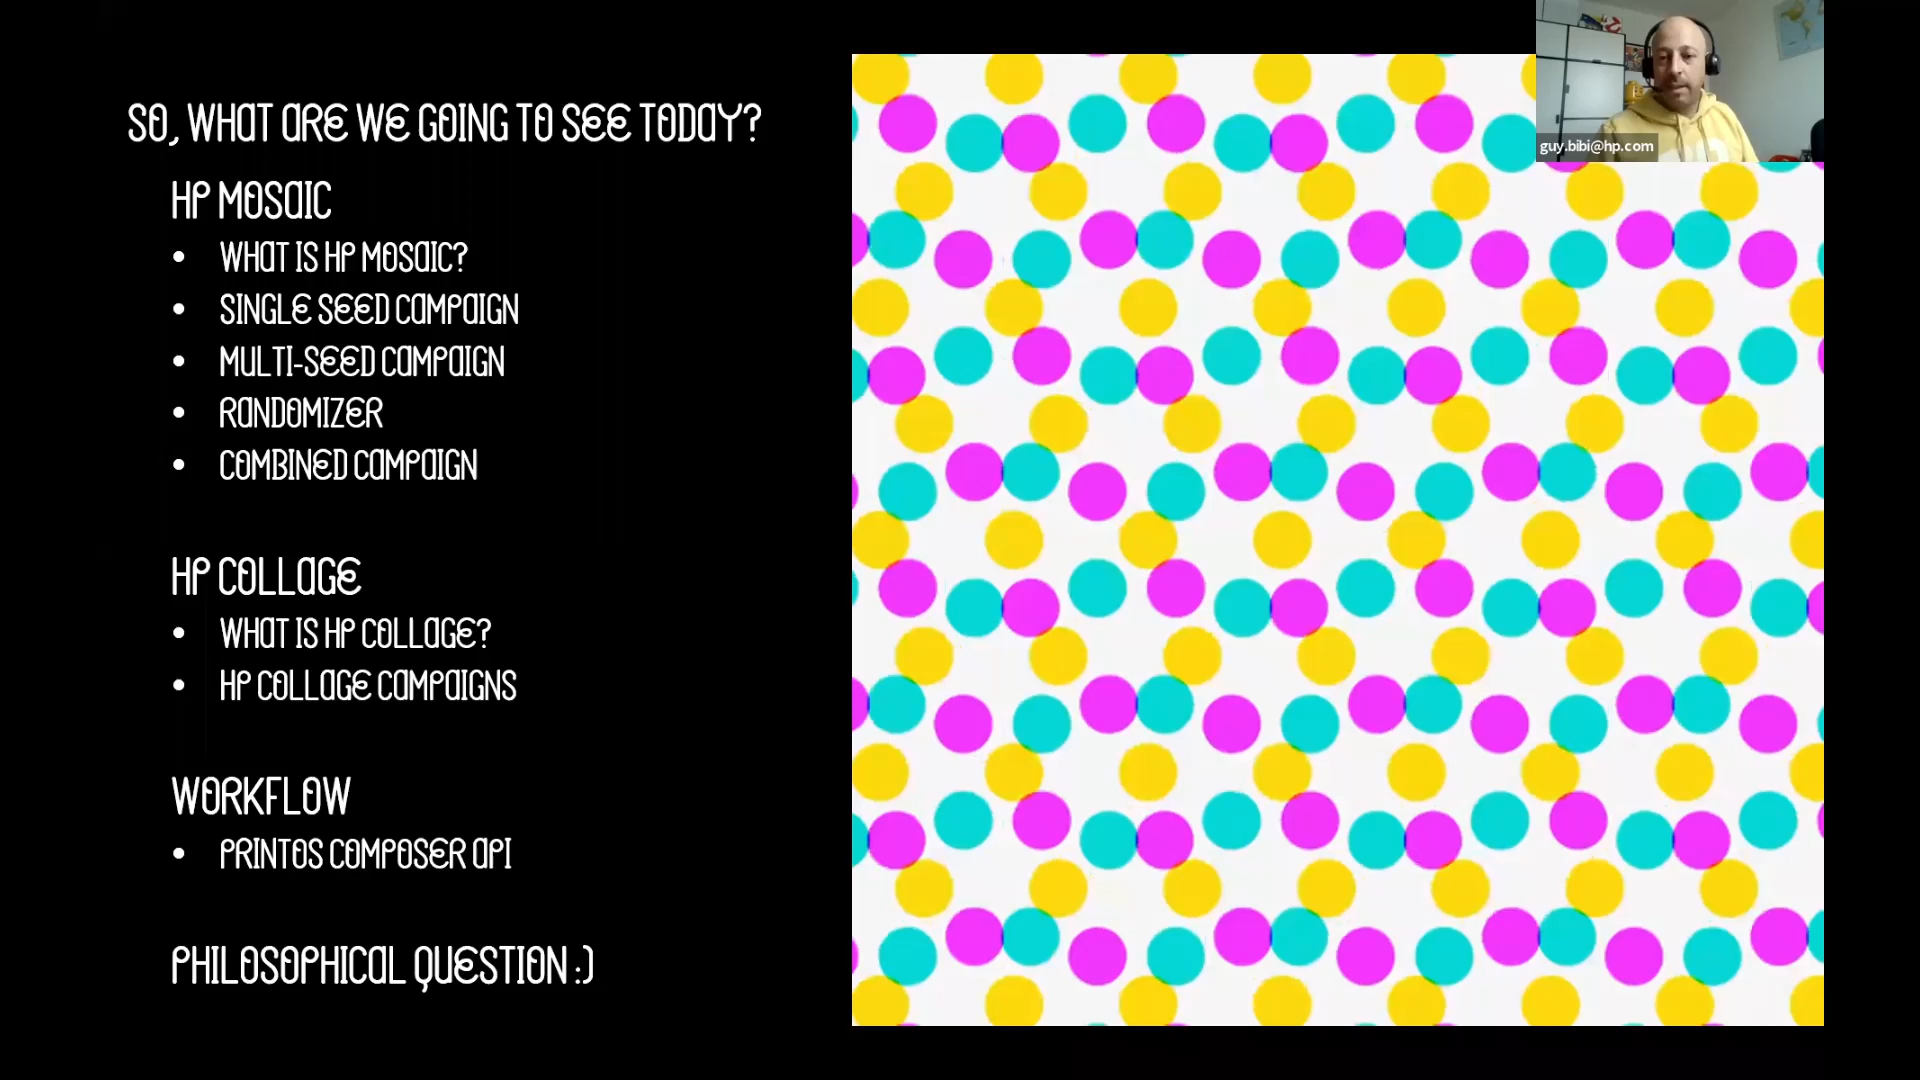 SO, WHAT ARE WE GOING TO SEE TODAY?
HP MOSAIC
• WHAT IS HP MOSAIC?
• SINGLE SEED CAMPAIGN
• MULTI-SEED CAMPAIGN
• RANDOMIZER
• COMBINED CAMPAIGN
HP COLLAGE
• WHAT IS HP COLLAGE?
• HP COLLAGE CAMPAIGNS
WORKFLOW
• PRINTOS COMPOSER API
PHILOSOPHICAL QUESTION :)
guy.bibi@hp.com